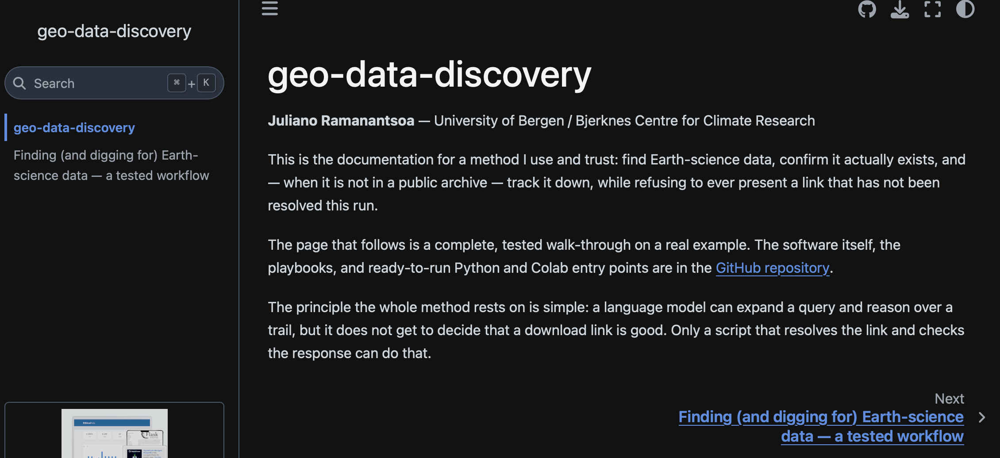 geo-data-discovery
Search
⌘ + K
geo-data-discovery
Finding (and digging for) Earth-
science data — a tested workflow
geo-data-discovery
Juliano Ramanantsoa — University of Bergen / Bjerknes Centre for Climate Research
This is the documentation for a method I use and trust: find Earth-science data, confirm it actually exists, and
— when it is not in a public archive — track it down, while refusing to ever present a link that has not been
resolved this run.
The page that follows is a complete, tested walk-through on a real example. The software itself, the
playbooks, and ready-to-run Python and Colab entry points are in the GitHub repository.
The principle the whole method rests on is simple: a language model can expand a query and reason over a
trail, but it does not get to decide that a download link is good. Only a script that resolves the link and checks
the response can do that.
Next
Finding (and digging for) Earth-science
data — a tested workflow
EthicalAds
Flask